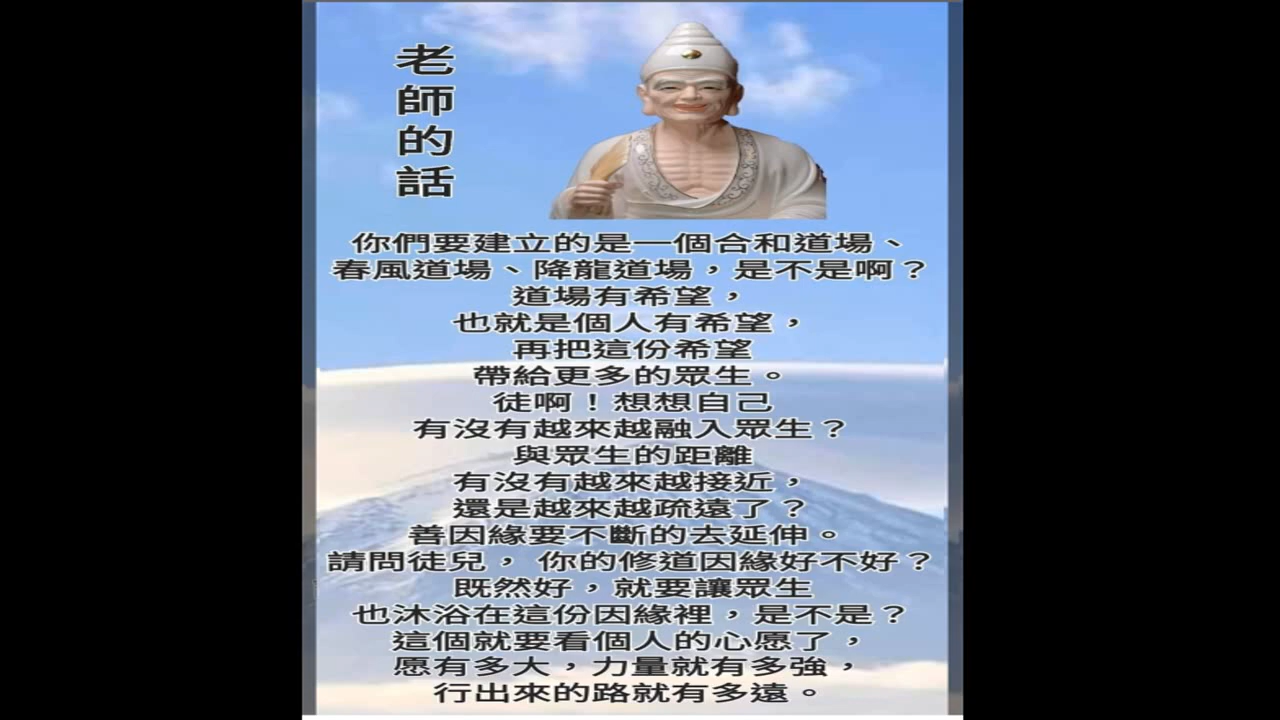 老師的話
你們要建立的是一個合和道場、
春風道場、降龍道場，是不是啊？
道場有希望，
也就是個人有希望，
再把這份希望
帶給更多的眾生。
徒啊！想想自己
有沒有越來越融入眾生？
與眾生的距離
有沒有越來越接近，
還是越來越疏遠了？
善因緣要不斷的去延伸。
請問徒兒， 你的修道因緣好不好？
既然好，就要讓眾生
也沐浴在這份因緣裡，是不是？
這個就要看個人的心愿了，
愿有多大，力量就有多強，
行出來的路就有多遠。